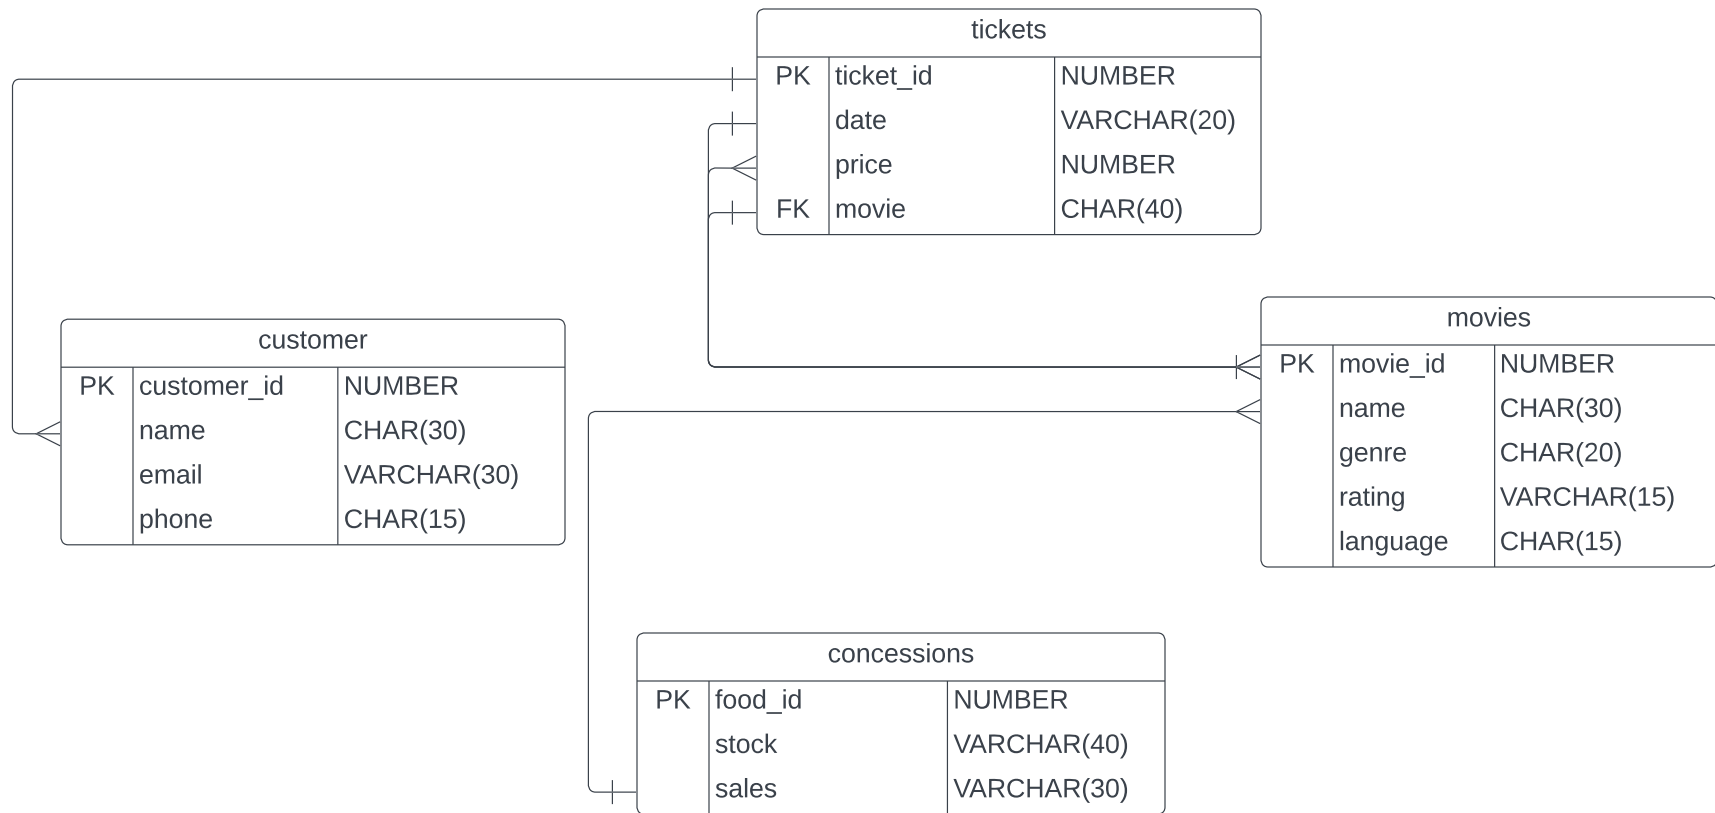 tickets
PK ticket_id NUMBER
date VARCHAR(20)
price NUMBER
FK movie CHAR(40)
customer
PK customer_id NUMBER
name CHAR(30)
email VARCHAR(30)
phone CHAR(15)
movies
PK movie_id NUMBER
name CHAR(30)
genre CHAR(20)
rating VARCHAR(15)
language CHAR(15)
concessions
PK food_id NUMBER
stock VARCHAR(40)
sales VARCHAR(30)